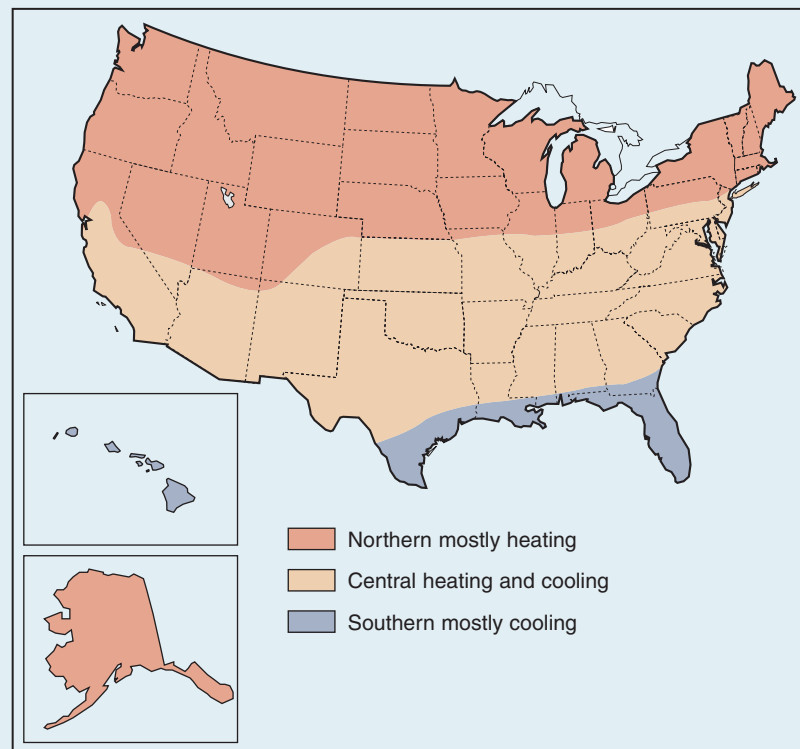 Northern mostly heating
Central heating and cooling
Southern mostly cooling